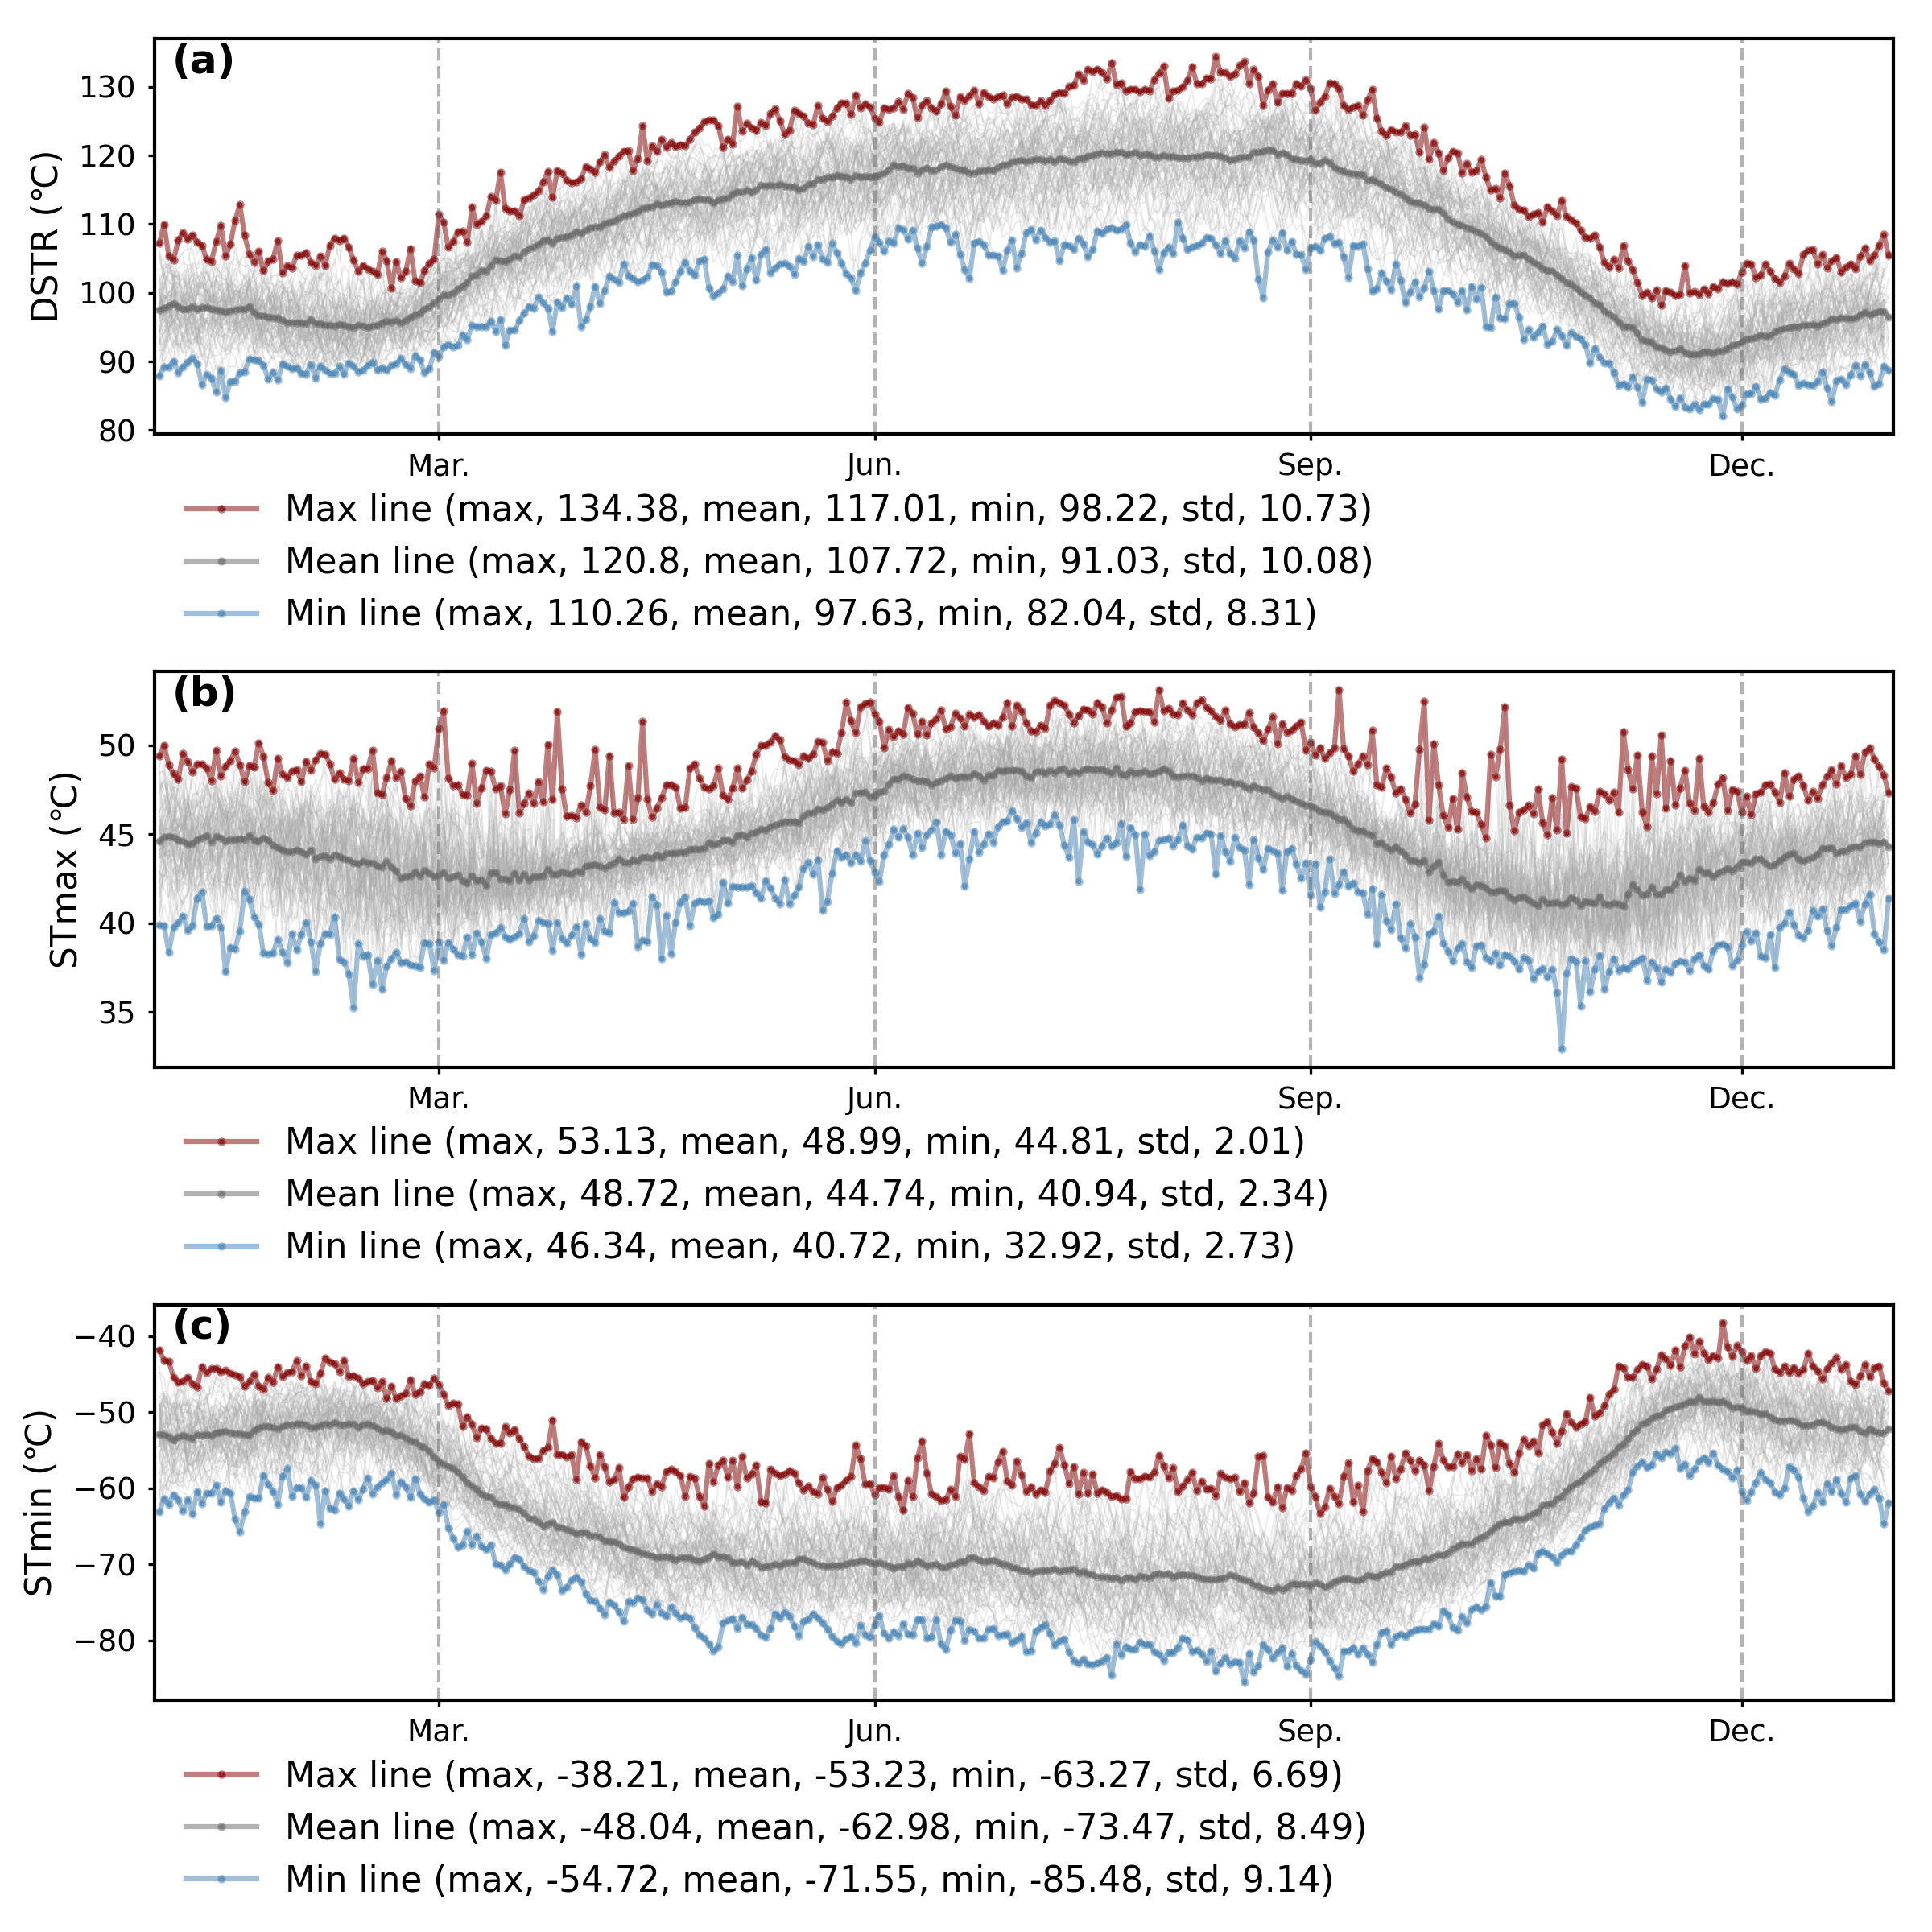 (a)
DSTR (°C)
130
120
110
100
90
80
Mar. Jun. Sep. Dec.
Max line (max, 134.38, mean, 117.01, min, 98.22, std, 10.73)
Mean line (max, 120.8, mean, 107.72, min, 91.03, std, 10.08)
Min line (max, 110.26, mean, 97.63, min, 82.04, std, 8.31)
(b)
STmax (°C)
50
45
40
35
Mar. Jun. Sep. Dec.
Max line (max, 53.13, mean, 48.99, min, 44.81, std, 2.01)
Mean line (max, 48.72, mean, 44.74, min, 40.94, std, 2.34)
Min line (max, 46.34, mean, 40.72, min, 32.92, std, 2.73)
(c)
STmin (°C)
−40
−50
−60
−70
−80
Mar. Jun. Sep. Dec.
Max line (max, -38.21, mean, -53.23, min, -63.27, std, 6.69)
Mean line (max, -48.04, mean, -62.98, min, -73.47, std, 8.49)
Min line (max, -54.72, mean, -71.55, min, -85.48, std, 9.14)